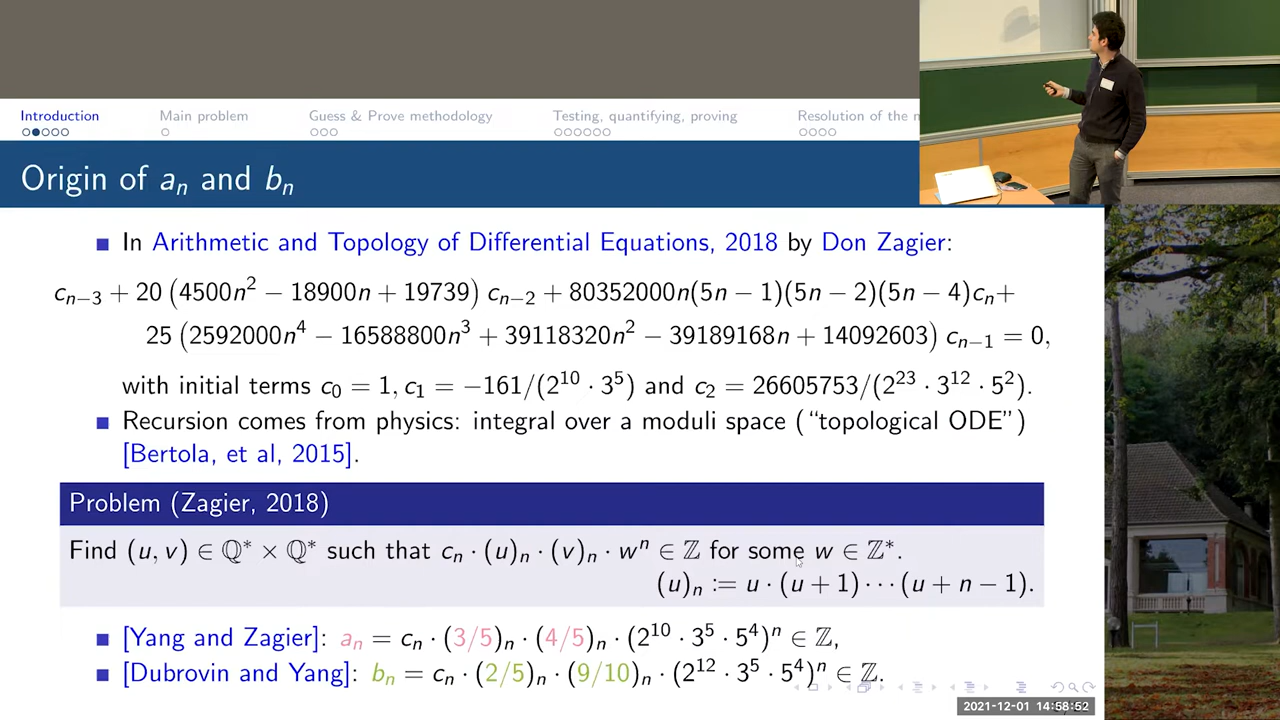 Introduction
Main problem
Guess & Prove methodology
Testing, quantifying, proving
Resolution of the
Origin of aₙ and bₙ
■ In Arithmetic and Topology of Differential Equations, 2018 by Don Zagier:
cₙ₋₃ + 20 (4500n² − 18900n + 19739) cₙ₋₂ + 80352000n(5n − 1)(5n − 2)(5n − 4)cₙ+
25 (2592000n⁴ − 16588800n³ + 39118320n² − 39189168n + 14092603) cₙ₋₁ = 0,
with initial terms c₀ = 1, c₁ = −161/(2¹⁰ · 3⁵) and c₂ = 26605753/(2²³ · 3¹² · 5²).
■ Recursion comes from physics: integral over a moduli space (“topological ODE”)
[Bertola, et al, 2015].
Problem (Zagier, 2018)
Find (u, v) ∈ ℚ* × ℚ* such that cₙ · (u)ₙ · (v)ₙ · wⁿ ∈ ℤ for some w ∈ ℤ*.
(u)ₙ := u · (u + 1) · · · (u + n − 1).
■ [Yang and Zagier]: aₙ = cₙ · (3/5)ₙ · (4/5)ₙ · (2¹⁰ · 3⁵ · 5⁴)ⁿ ∈ ℤ,
■ [Dubrovin and Yang]: bₙ = cₙ · (2/5)ₙ · (9/10)ₙ · (2¹² · 3⁵ · 5⁴)ⁿ ∈ ℤ.
2021-12-01 14:58:52